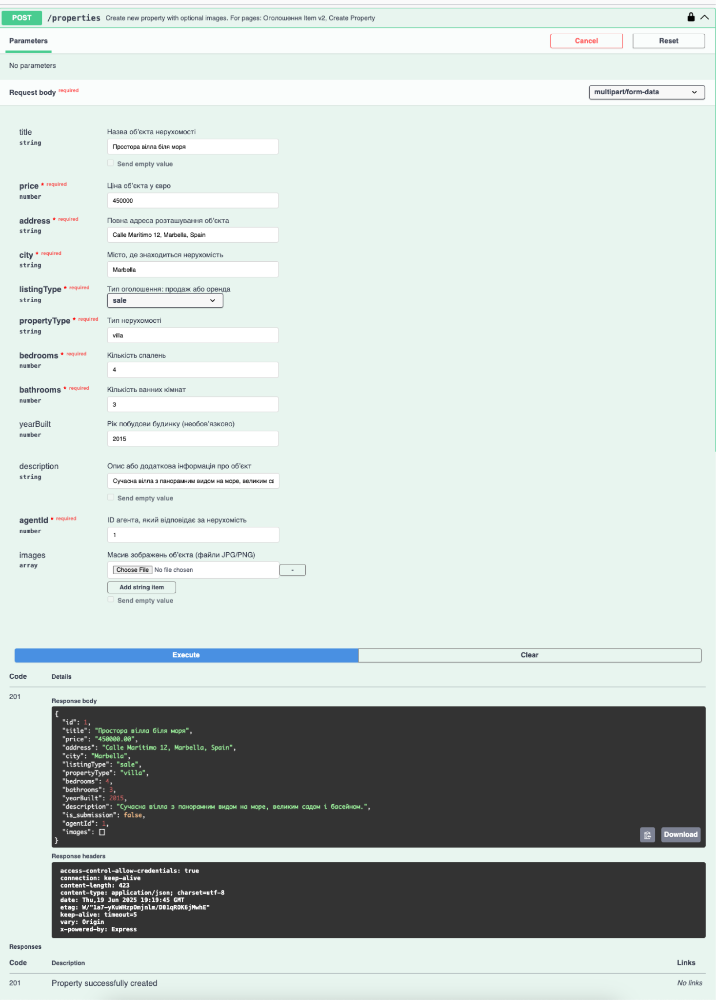 POST /properties Create new property with optional images. For pages: Оголошення Item v2, Create Property
Parameters
Cancel
Reset
No parameters
Request body required
multipart/form-data
title
string
Назва об'єкта нерухомості
Простора вілла біля моря
Send empty value
price * required
number
Ціна об'єкта у євро
450000
address * required
string
Повна адреса розташування об'єкта
Calle Marítimo 12, Marbella, Spain
city * required
string
Місто, де знаходиться нерухомість
Marbella
listingType * required
string
Тип оголошення: продаж або оренда
sale
propertyType * required
string
Тип нерухомості
villa
bedrooms * required
number
Кількість спалень
4
bathrooms * required
number
Кількість ванних кімнат
3
yearBuilt
number
Рік побудови будинку (необов'язково)
2015
description
string
Опис або додаткова інформація про об'єкт
Сучасна вілла з панорамним видом на море, великим са
Send empty value
agentId * required
number
ID агента, який відповідає за нерухомість
1
images
array
Масив зображень об'єкта (файли JPG/PNG)
Choose File No file chosen
-
Add string item
Send empty value
Execute
Clear
Code Details
201
Response body
{
"id": 1,
"title": "Простора вілла біля моря",
"price": "450000.00",
"address": "Calle Marítimo 12, Marbella, Spain",
"city": "Marbella",
"listingType": "sale",
"propertyType": "villa",
"bedrooms": 4,
"bathrooms": 3,
"yearBuilt": 2015,
"description": "Сучасна вілла з панорамним видом на море, великим садом і басейном.",
"is_submission": false,
"agentId": 1,
"images": []
}
Download
Response headers
access-control-allow-credentials: true
connection: keep-alive
content-length: 423
content-type: application/json; charset=utf-8
date: Thu,19 Jun 2025 19:19:45 GMT
etag: W/"1a7-yKuWHzpOmjnlm/D01qROK6jMwhE"
keep-alive: timeout=5
vary: Origin
x-powered-by: Express
Responses
Code Description Links
201 Property successfully created No links